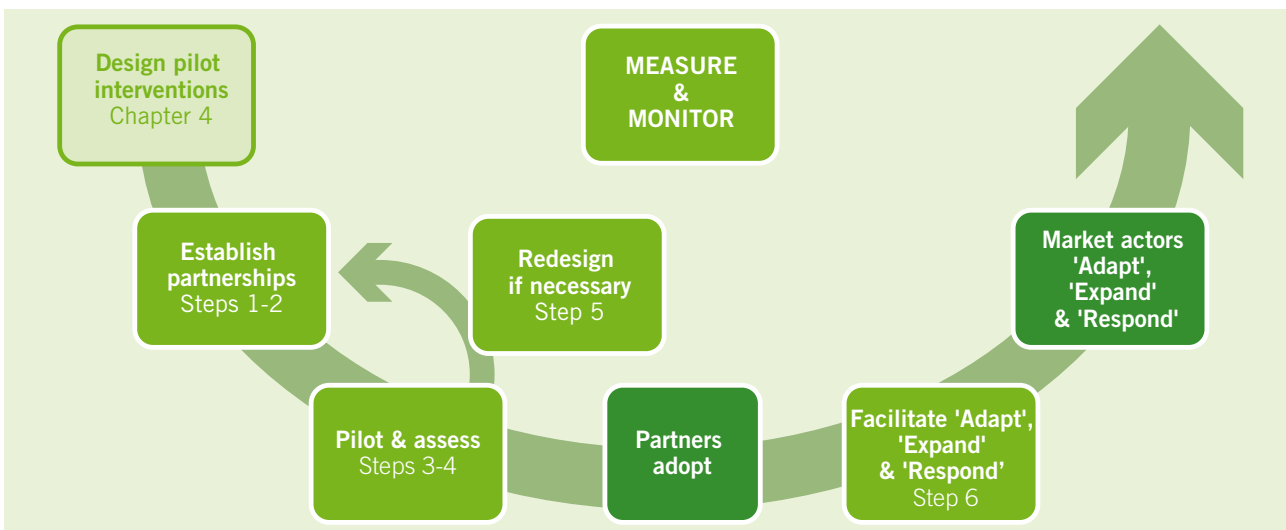 Design pilot
interventions
Chapter 4
MEASURE
&
MONITOR
Establish
partnerships
Steps 1-2
Redesign
if necessary
Step 5
Market actors
'Adapt',
'Expand'
& 'Respond'
Pilot & assess
Steps 3-4
Partners
adopt
Facilitate 'Adapt',
'Expand'
& 'Respond’
Step 6